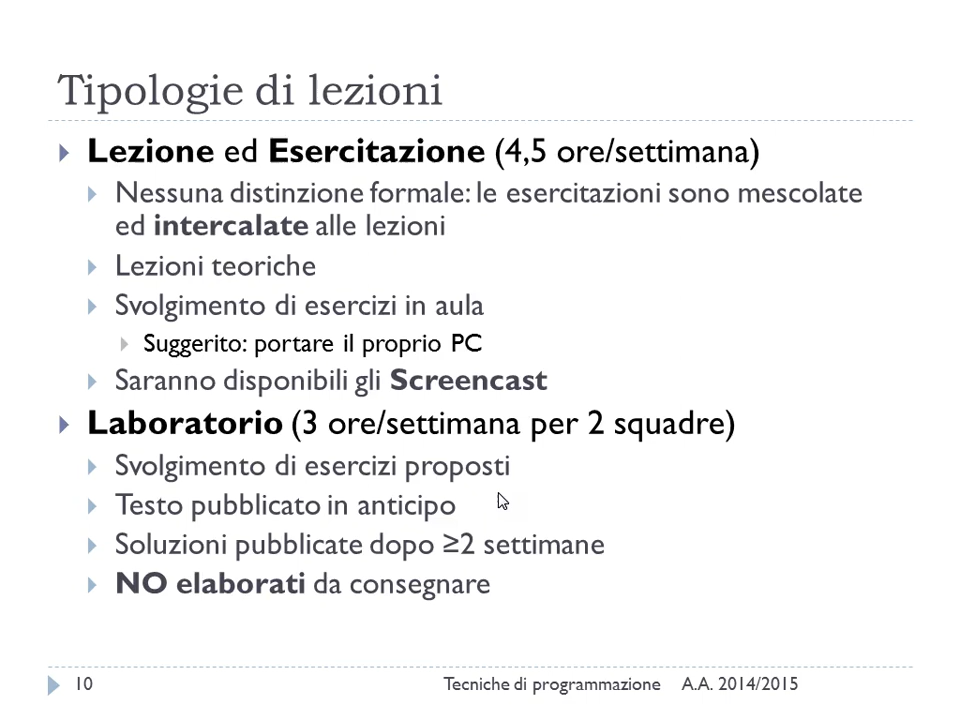 Tipologie di lezioni
Lezione ed Esercitazione (4,5 ore/settimana)
Nessuna distinzione formale: le esercitazioni sono mescolate
ed intercalate alle lezioni
Lezioni teoriche
Svolgimento di esercizi in aula
Suggerito: portare il proprio PC
Saranno disponibili gli Screencast
Laboratorio (3 ore/settimana per 2 squadre)
Svolgimento di esercizi proposti
Testo pubblicato in anticipo
Soluzioni pubblicate dopo ≥2 settimane
NO elaborati da consegnare
10 Tecniche di programmazione A.A. 2014/2015